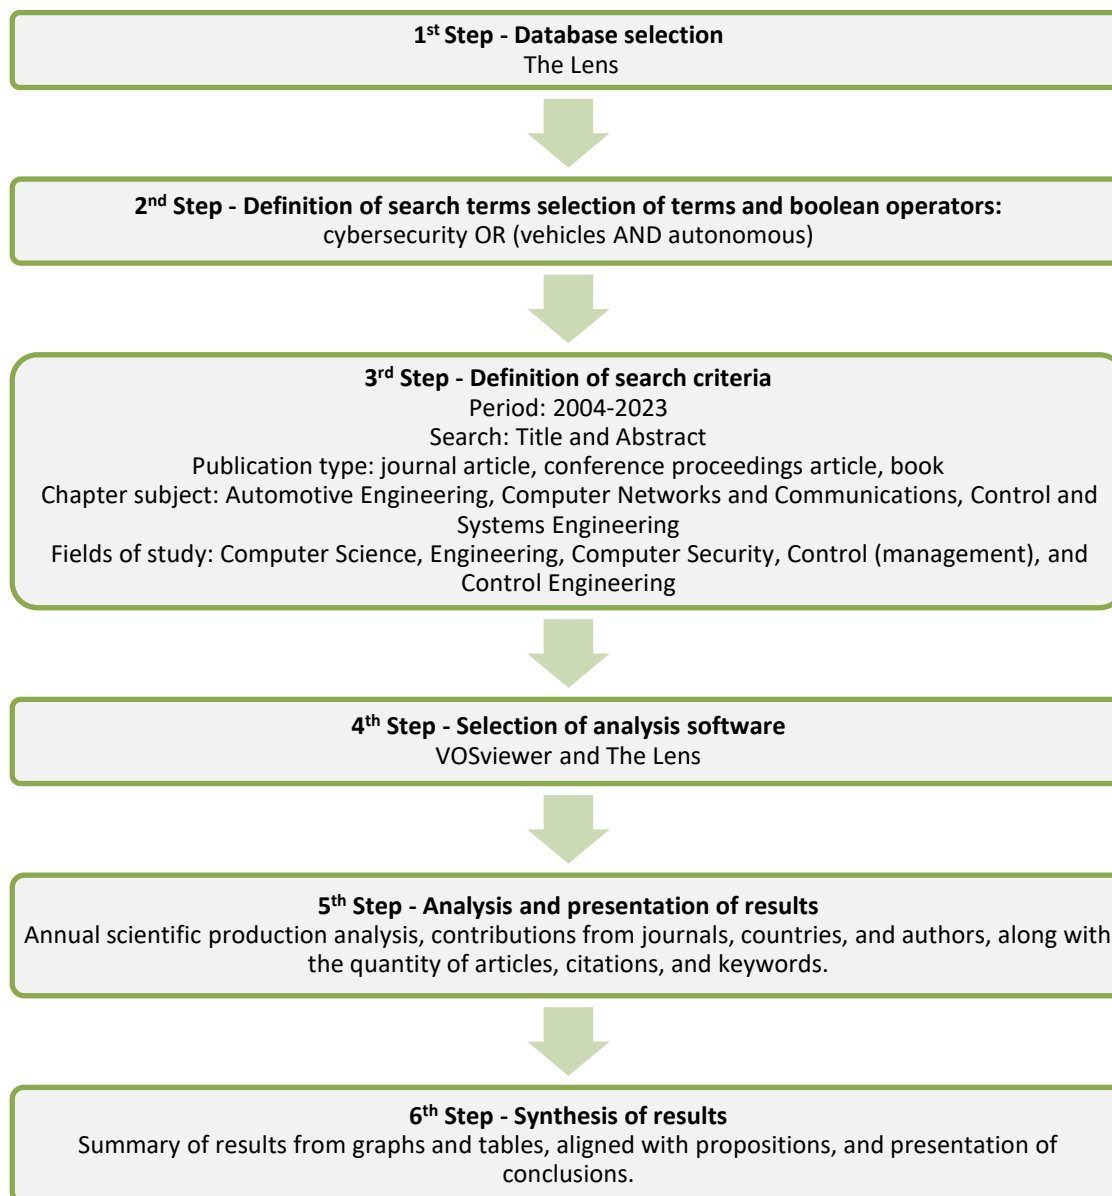 1st Step - Database selection
The Lens
2nd Step - Definition of search terms selection of terms and boolean operators:
cybersecurity OR (vehicles AND autonomous)
3rd Step - Definition of search criteria
Period: 2004-2023
Search: Title and Abstract
Publication type: journal article, conference proceedings article, book
Chapter subject: Automotive Engineering, Computer Networks and Communications, Control and
Systems Engineering
Fields of study: Computer Science, Engineering, Computer Security, Control (management), and
Control Engineering
4th Step - Selection of analysis software
VOSviewer and The Lens
5th Step - Analysis and presentation of results
Annual scientific production analysis, contributions from journals, countries, and authors, along with
the quantity of articles, citations, and keywords.
6th Step - Synthesis of results
Summary of results from graphs and tables, aligned with propositions, and presentation of
conclusions.